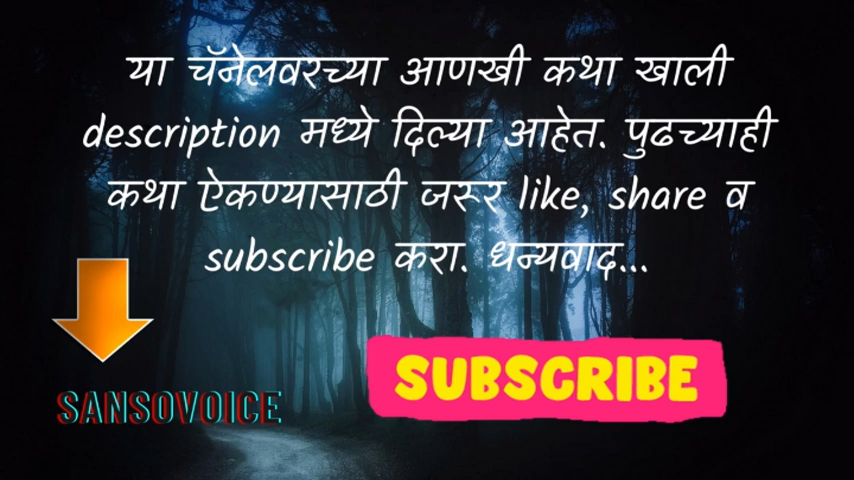 या चॅनेलवरच्या आणखी कथा खाली
description मध्ये दिल्या आहेत. पुढच्याही
कथा ऐकण्यासाठी जरूर like, share व
subscribe करा. धन्यवाद...
SUBSCRIBE
SANSOVOICE